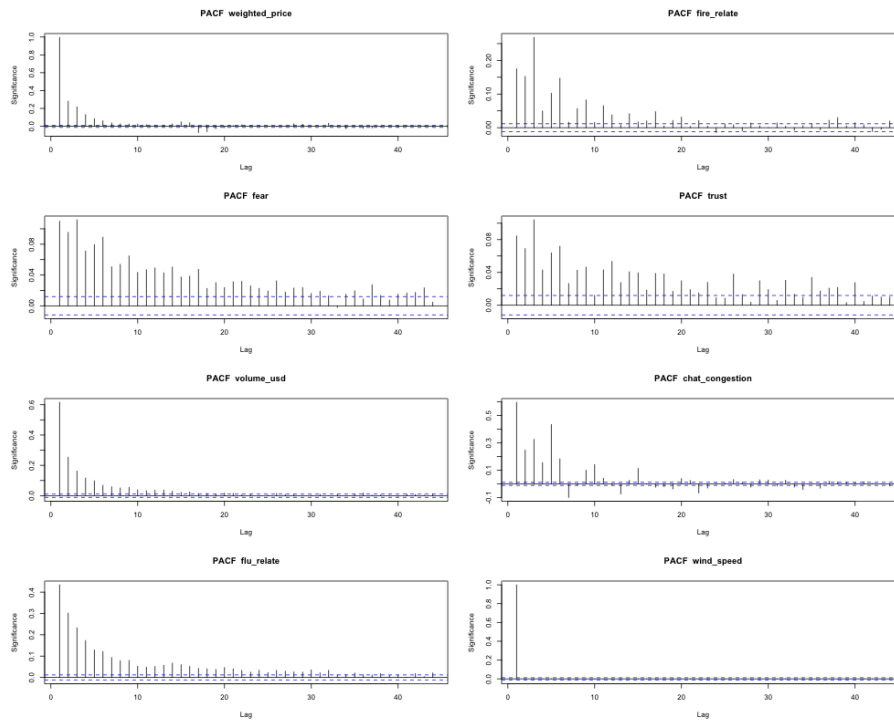 PACF weighted_price
Significance
0.0 0.2 0.4 0.6 0.8 1.0
0 10 20 30 40
Lag
PACF fire_relate
Significance
0.00 0.10 0.20
0 10 20 30 40
Lag
PACF fear
Significance
0.00 0.04 0.08
0 10 20 30 40
Lag
PACF trust
Significance
0.00 0.04 0.08
0 10 20 30 40
Lag
PACF volume_usd
Significance
0.0 0.2 0.4 0.6
0 10 20 30 40
Lag
PACF chat_congestion
Significance
-0.1 0.1 0.3 0.5
0 10 20 30 40
Lag
PACF flu_relate
Significance
0.0 0.1 0.2 0.3 0.4
0 10 20 30 40
Lag
PACF wind_speed
Significance
0.0 0.2 0.4 0.6 0.8 1.0
0 10 20 30 40
Lag